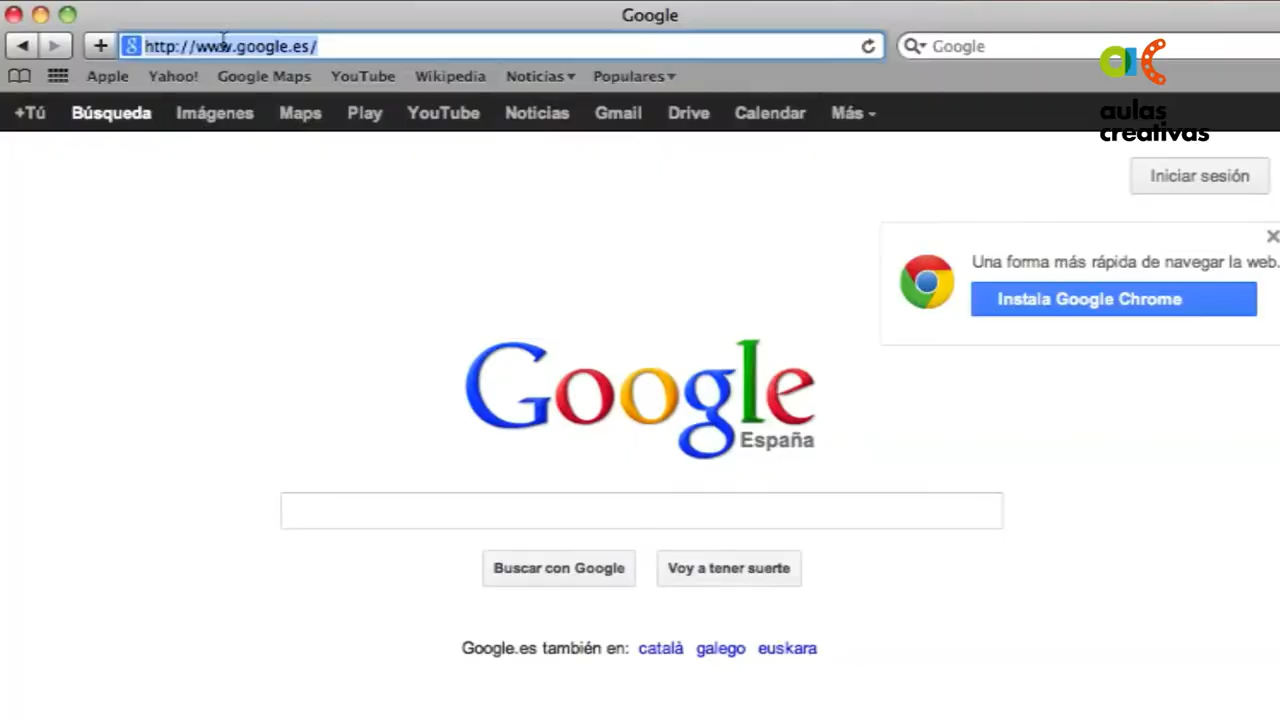 Google
http://www.google.es/
Google
Apple Yahoo! Google Maps YouTube Wikipedia Noticias Populares
+Tú Búsqueda Imágenes Maps Play YouTube Noticias Gmail Drive Calendar Más
aulas
creativas
Iniciar sesión
Una forma más rápida de navegar la web.
Instala Google Chrome
Google
España
Buscar con Google Voy a tener suerte
Google.es también en: català galego euskara